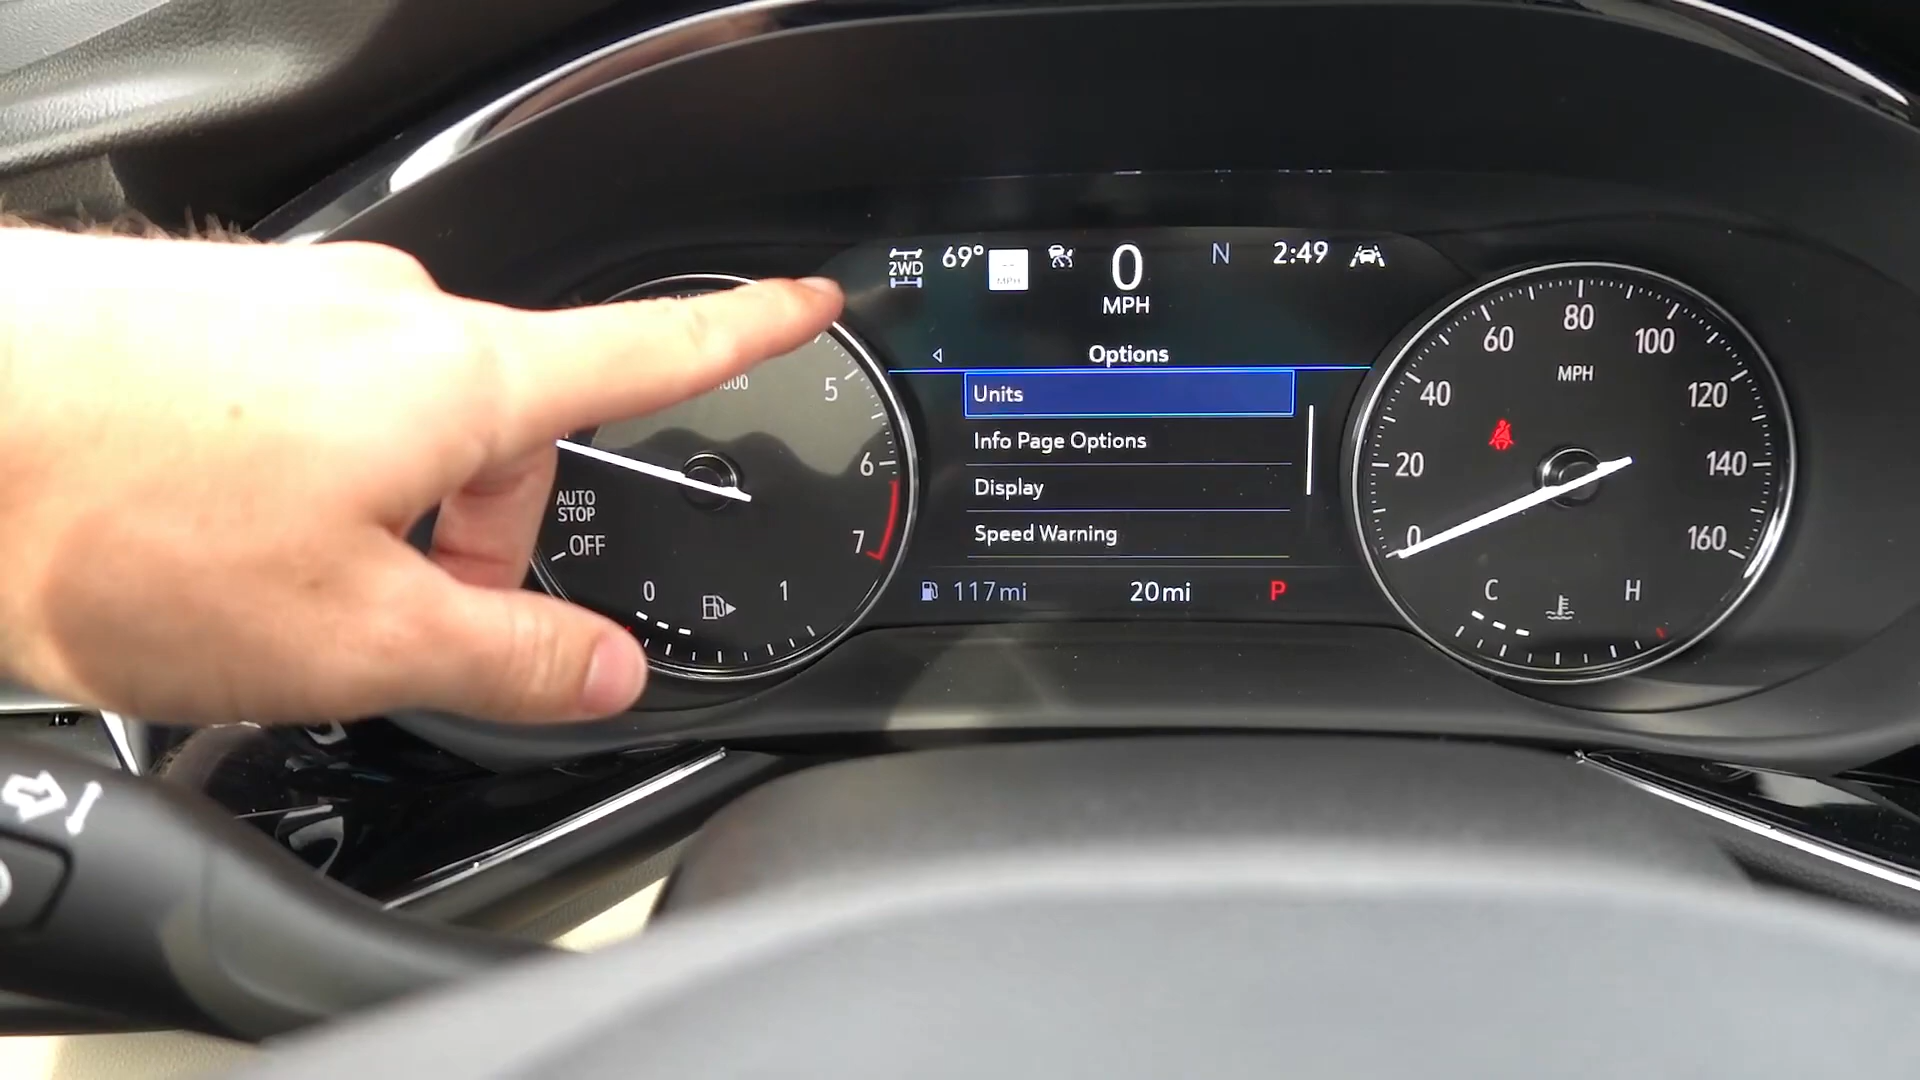 2WD 69° MPH 0 N 2:49
MPH
Options
Units
Info Page Options
Display
Speed Warning
117mi 20mi P
5
6
7
AUTO
STOP
OFF
0 1
0 20 40 60 80 100 120 140 160
MPH
C H